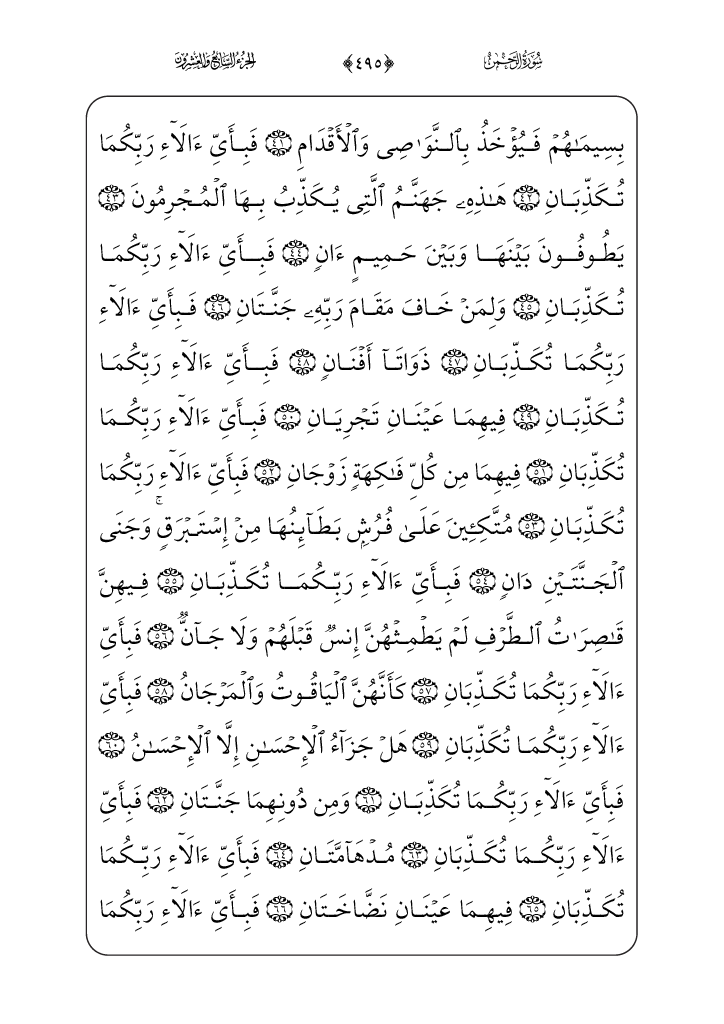 سُورَةُ الرَّحْمَٰن ﴿٤٩٥﴾ الجُزْءُ السَّابِعُ وَالعِشْرُونَ
بِسِيمَـٰهُمْ فَيُؤْخَذُ بِٱلنَّوَٰصِى وَٱلْأَقْدَامِ ٤١ فَبِأَىِّ ءَالَآءِ رَبِّكُمَا
تُكَذِّبَانِ ٤٢ هَـٰذِهِۦ جَهَنَّمُ ٱلَّتِى يُكَذِّبُ بِهَا ٱلْمُجْرِمُونَ ٤٣
يَطُوفُونَ بَيْنَهَا وَبَيْنَ حَمِيمٍ ءَانٍ ٤٤ فَبِأَىِّ ءَالَآءِ رَبِّكُمَا
تُكَذِّبَانِ ٤٥ وَلِمَنْ خَافَ مَقَامَ رَبِّهِۦ جَنَّتَانِ ٤٦ فَبِأَىِّ ءَالَآءِ
رَبِّكُمَا تُكَذِّبَانِ ٤٧ ذَوَاتَآ أَفْنَانٍ ٤٨ فَبِأَىِّ ءَالَآءِ رَبِّكُمَا
تُكَذِّبَانِ ٤٩ فِيهِمَا عَيْنَانِ تَجْرِيَانِ ٥٠ فَبِأَىِّ ءَالَآءِ رَبِّكُمَا
تُكَذِّبَانِ ٥١ فِيهِمَا مِن كُلِّ فَـٰكِهَةٍ زَوْجَانِ ٥٢ فَبِأَىِّ ءَالَآءِ رَبِّكُمَا
تُكَذِّبَانِ ٥٣ مُتَّكِـِٔينَ عَلَىٰ فُرُشٍۭ بَطَآئِنُهَا مِنْ إِسْتَبْرَقٍ ۚ وَجَنَى
ٱلْجَنَّتَيْنِ دَانٍ ٥٤ فَبِأَىِّ ءَالَآءِ رَبِّكُمَا تُكَذِّبَانِ ٥٥ فِيهِنَّ
قَـٰصِرَٰتُ ٱلطَّرْفِ لَمْ يَطْمِثْهُنَّ إِنسٌ قَبْلَهُمْ وَلَا جَآنٌّ ٥٦ فَبِأَىِّ
ءَالَآءِ رَبِّكُمَا تُكَذِّبَانِ ٥٧ كَأَنَّهُنَّ ٱلْيَاقُوتُ وَٱلْمَرْجَانُ ٥٨ فَبِأَىِّ
ءَالَآءِ رَبِّكُمَا تُكَذِّبَانِ ٥٩ هَلْ جَزَآءُ ٱلْإِحْسَـٰنِ إِلَّا ٱلْإِحْسَـٰنُ ٦٠
فَبِأَىِّ ءَالَآءِ رَبِّكُمَا تُكَذِّبَانِ ٦١ وَمِن دُونِهِمَا جَنَّتَانِ ٦٢ فَبِأَىِّ
ءَالَآءِ رَبِّكُمَا تُكَذِّبَانِ ٦٣ مُدْهَآمَّتَانِ ٦٤ فَبِأَىِّ ءَالَآءِ رَبِّكُمَا
تُكَذِّبَانِ ٦٥ فِيهِمَا عَيْنَانِ نَضَّاخَتَانِ ٦٦ فَبِأَىِّ ءَالَآءِ رَبِّكُمَا